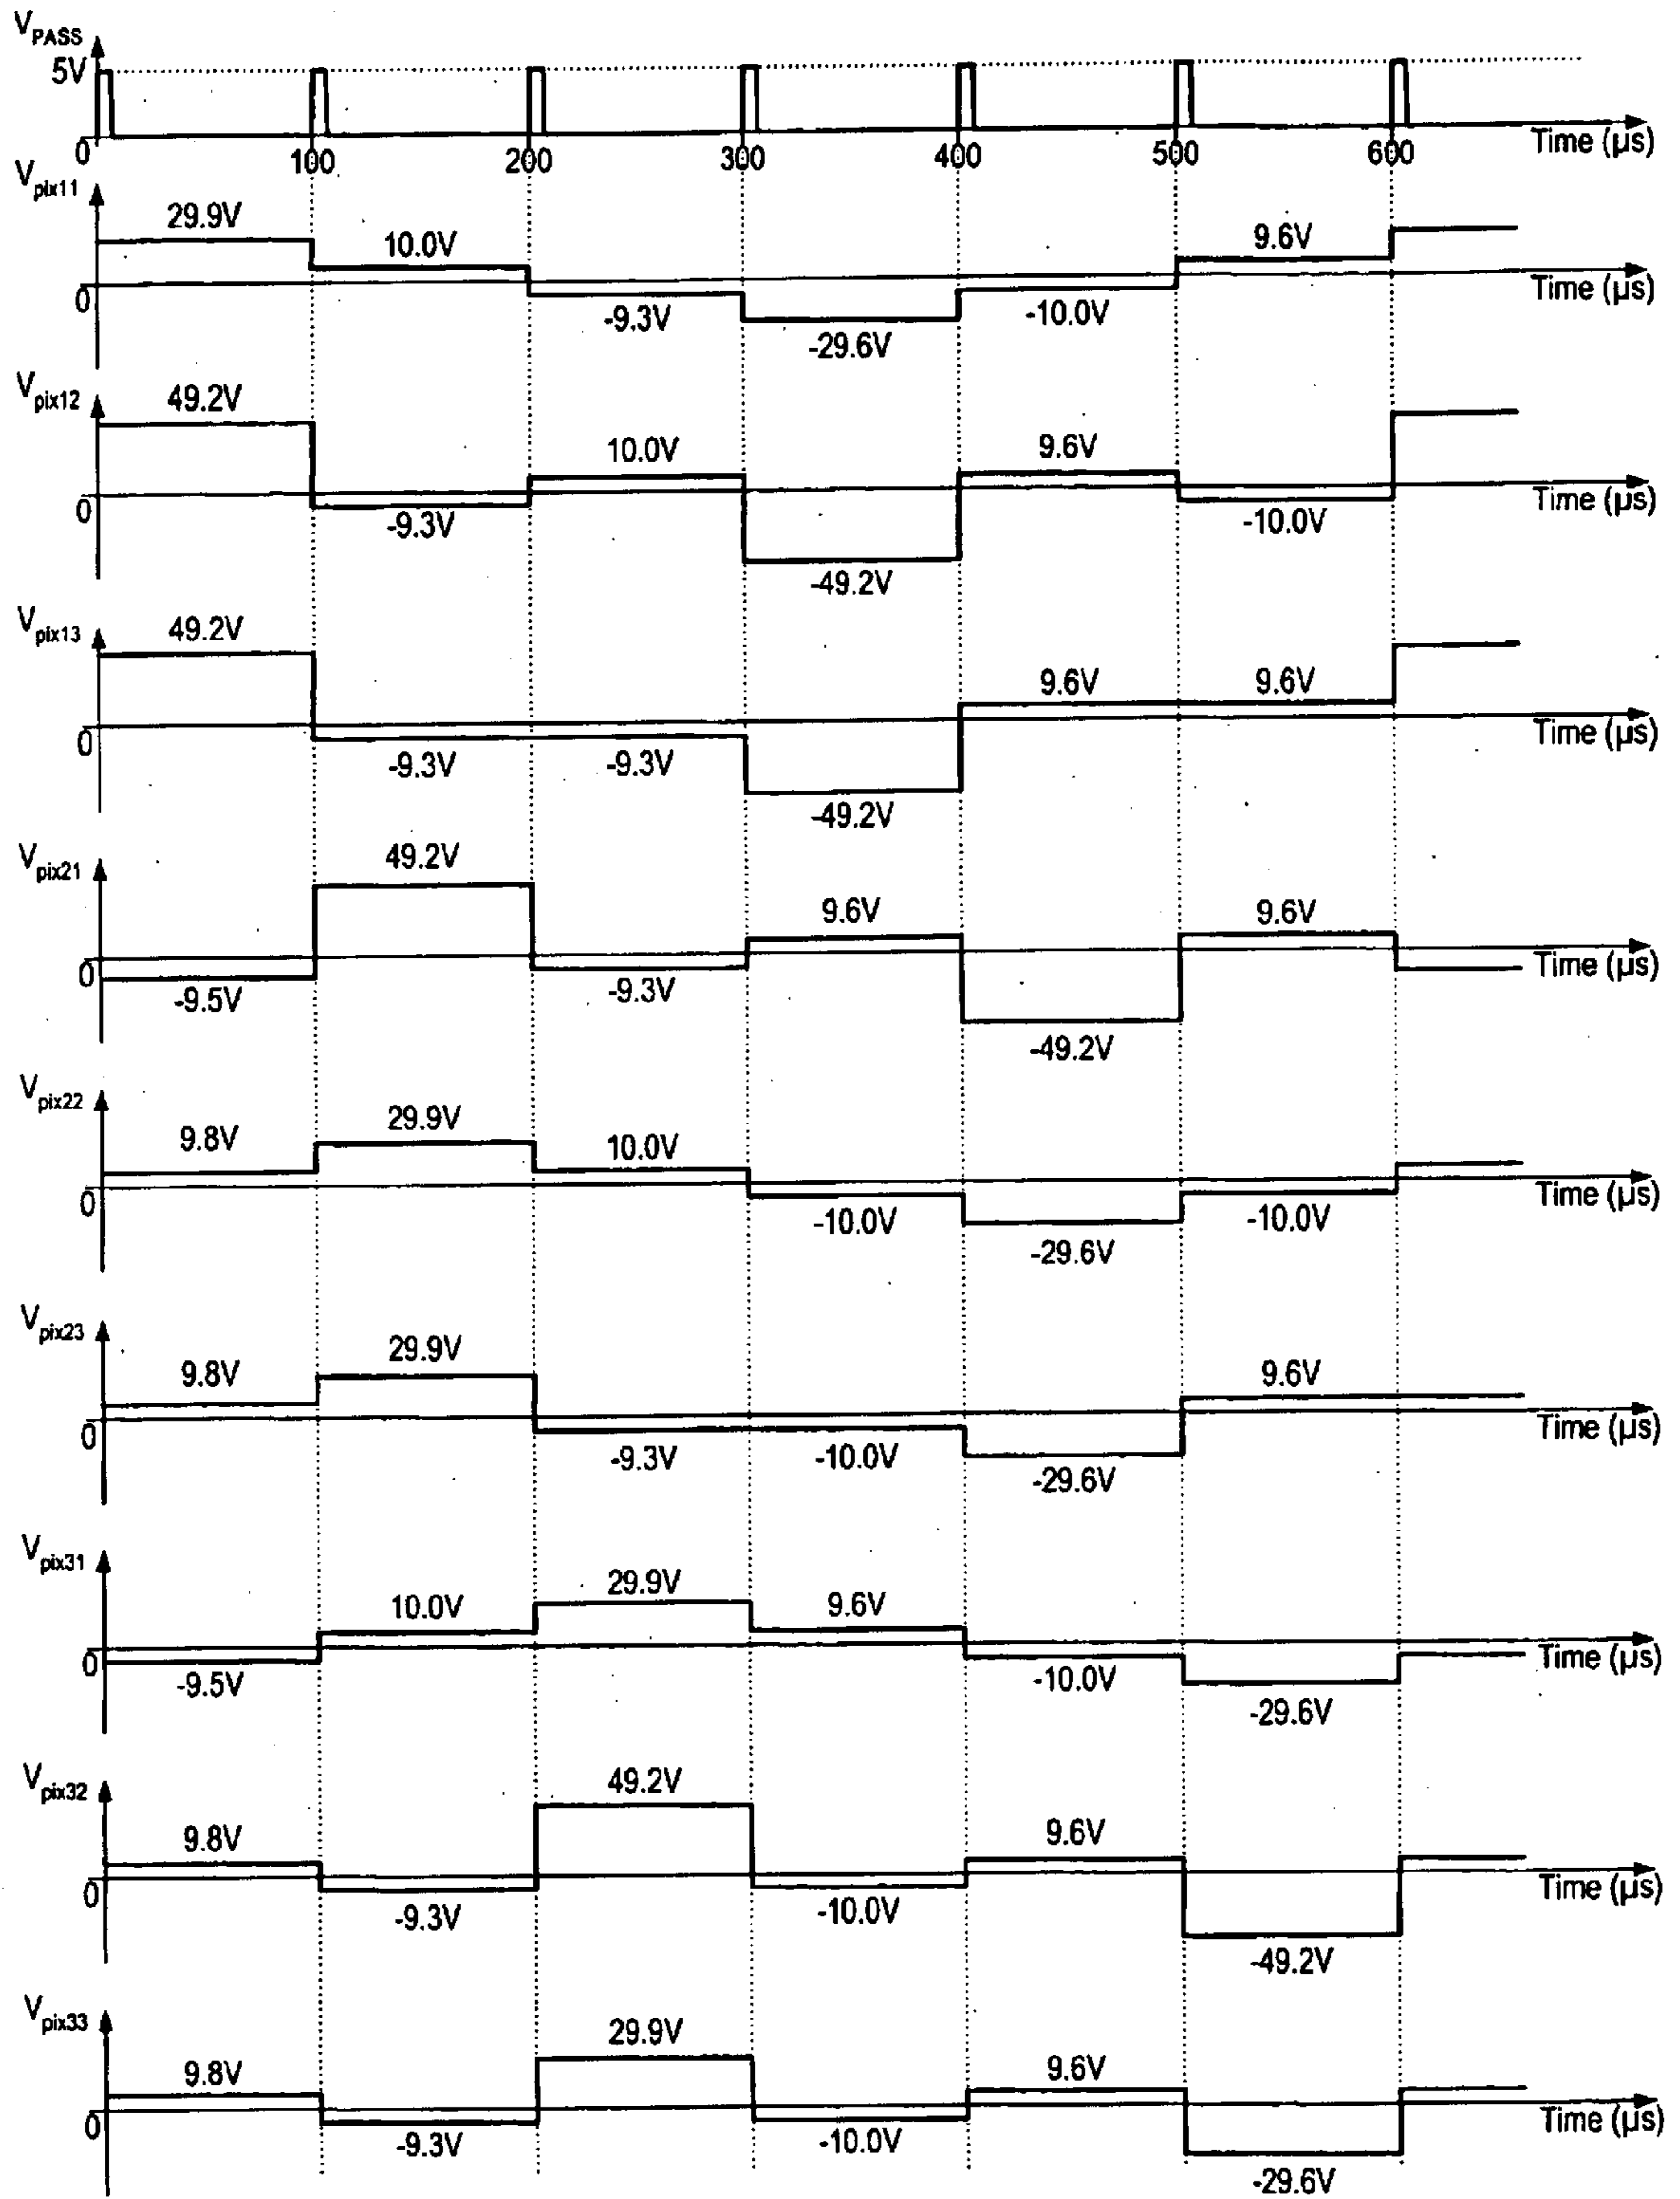 VPASS
5V
0 100 200 300 400 500 600 Time (µs)
Vpix11
29.9V 10.0V -9.3V -29.6V -10.0V 9.6V
0 Time (µs)
Vpix12
49.2V -9.3V 10.0V -49.2V 9.6V -10.0V
0 Time (µs)
Vpix13
49.2V -9.3V -9.3V -49.2V 9.6V 9.6V
0 Time (µs)
Vpix21
-9.5V 49.2V -9.3V 9.6V -49.2V 9.6V
0 Time (µs)
Vpix22
9.8V 29.9V 10.0V -10.0V -29.6V -10.0V
0 Time (µs)
Vpix23
9.8V 29.9V -9.3V -10.0V -29.6V 9.6V
0 Time (µs)
Vpix31
-9.5V 10.0V 29.9V 9.6V -10.0V -29.6V
0 Time (µs)
Vpix32
9.8V -9.3V 49.2V -10.0V 9.6V -49.2V
0 Time (µs)
Vpix33
9.8V -9.3V 29.9V -10.0V 9.6V -29.6V
0 Time (µs)